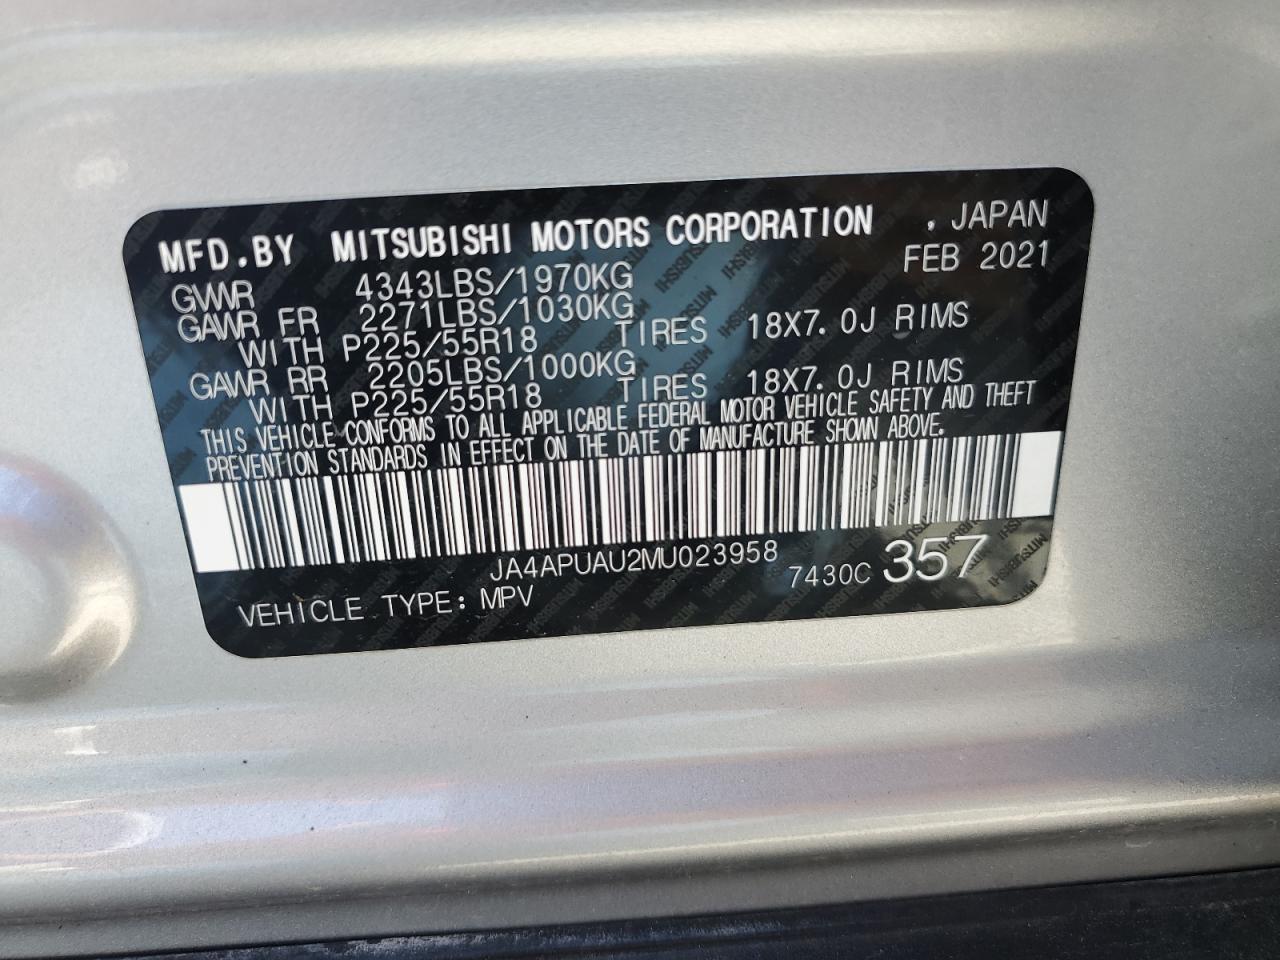 MFD.BY MITSUBISHI MOTORS CORPORATION , JAPAN
FEB 2021
GVWR 4343LBS/1970KG
GAWR FR 2271LBS/1030KG
WITH P225/55R18 TIRES 18X7.0J RIMS
GAWR RR 2205LBS/1000KG
WITH P225/55R18 TIRES 18X7.0J RIMS
THIS VEHICLE CONFORMS TO ALL APPLICABLE FEDERAL MOTOR VEHICLE SAFETY AND THEFT
PREVENTION STANDARDS IN EFFECT ON THE DATE OF MANUFACTURE SHOWN ABOVE.
JA4APUAU2MU023958
7430C 357
VEHICLE TYPE: MPV